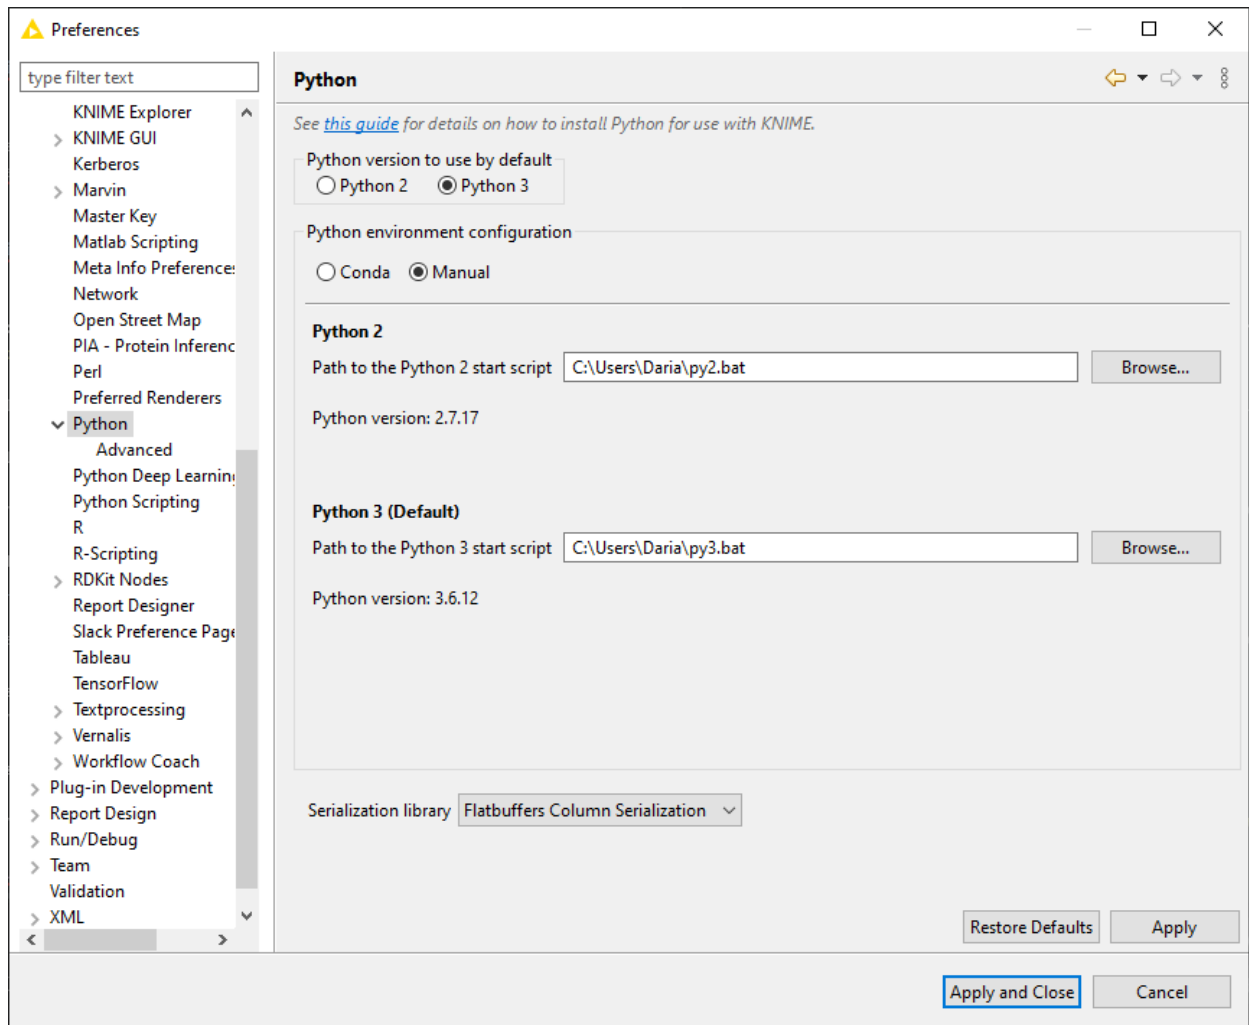 Preferences
type filter text
KNIME Explorer
KNIME GUI
Kerberos
Marvin
Master Key
Matlab Scripting
Meta Info Preferences
Network
Open Street Map
PIA - Protein Inferenc
Perl
Preferred Renderers
Python
Advanced
Python Deep Learning
Python Scripting
R
R-Scripting
RDKit Nodes
Report Designer
Slack Preference Page
Tableau
TensorFlow
Textprocessing
Vernalis
Workflow Coach
Plug-in Development
Report Design
Run/Debug
Team
Validation
XML
Python
See this guide for details on how to install Python for use with KNIME.
Python version to use by default
Python 2 Python 3
Python environment configuration
Conda Manual
Python 2
Path to the Python 2 start script C:\Users\Daria\py2.bat Browse...
Python version: 2.7.17
Python 3 (Default)
Path to the Python 3 start script C:\Users\Daria\py3.bat Browse...
Python version: 3.6.12
Serialization library Flatbuffers Column Serialization
Restore Defaults Apply
Apply and Close Cancel